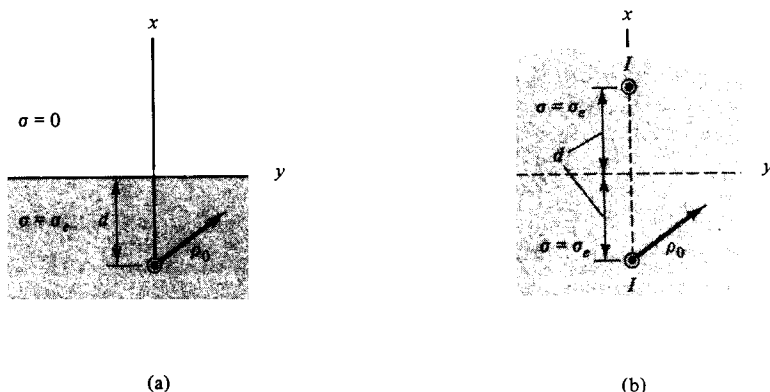 x
σ = 0
y
σ = σₑ
d
ρ₀
(a)
x
I
σ = σₑ
d
y
σ = σₑ
ρ₀
I
(b)